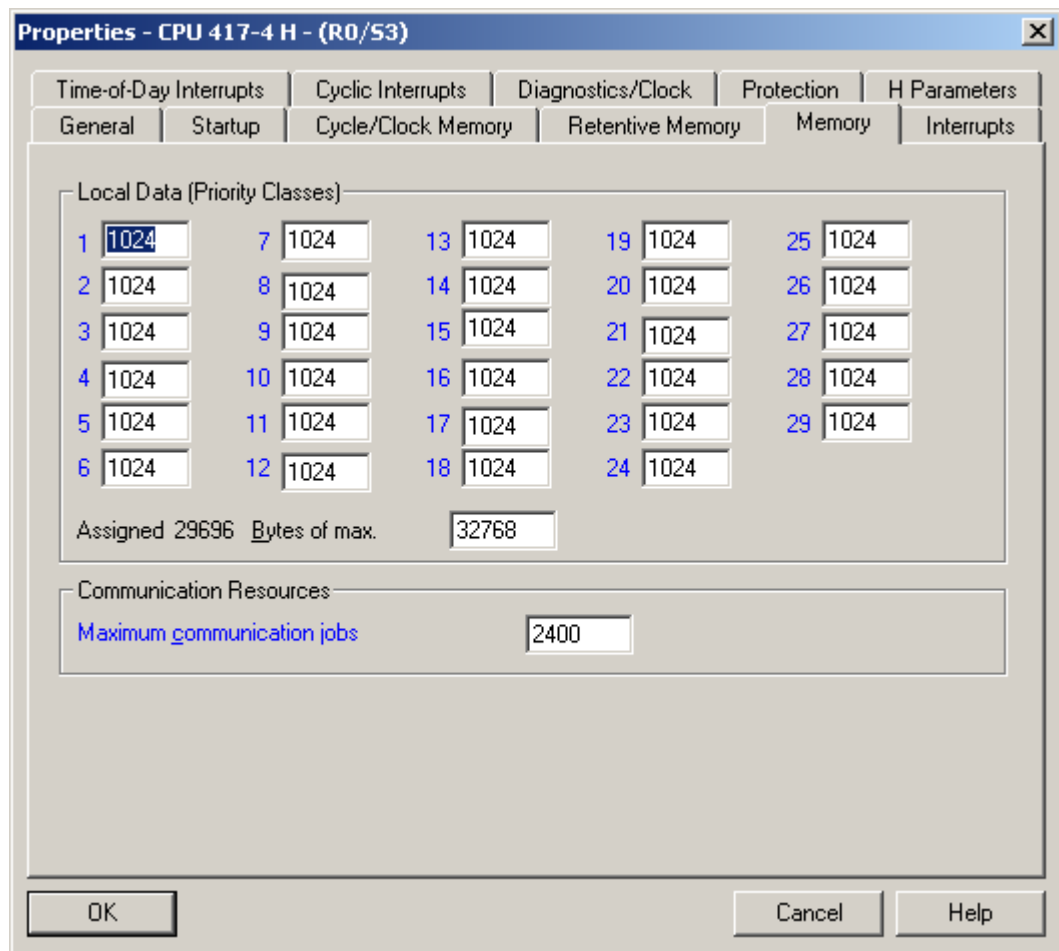 Properties - CPU 417-4 H - (R0/S3)
Time-of-Day Interrupts Cyclic Interrupts Diagnostics/Clock Protection H Parameters
General Startup Cycle/Clock Memory Retentive Memory Memory Interrupts
Local Data (Priority Classes)
1 1024 7 1024 13 1024 19 1024 25 1024
2 1024 8 1024 14 1024 20 1024 26 1024
3 1024 9 1024 15 1024 21 1024 27 1024
4 1024 10 1024 16 1024 22 1024 28 1024
5 1024 11 1024 17 1024 23 1024 29 1024
6 1024 12 1024 18 1024 24 1024
Assigned 29696 Bytes of max. 32768
Communication Resources
Maximum communication jobs 2400
OK Cancel Help